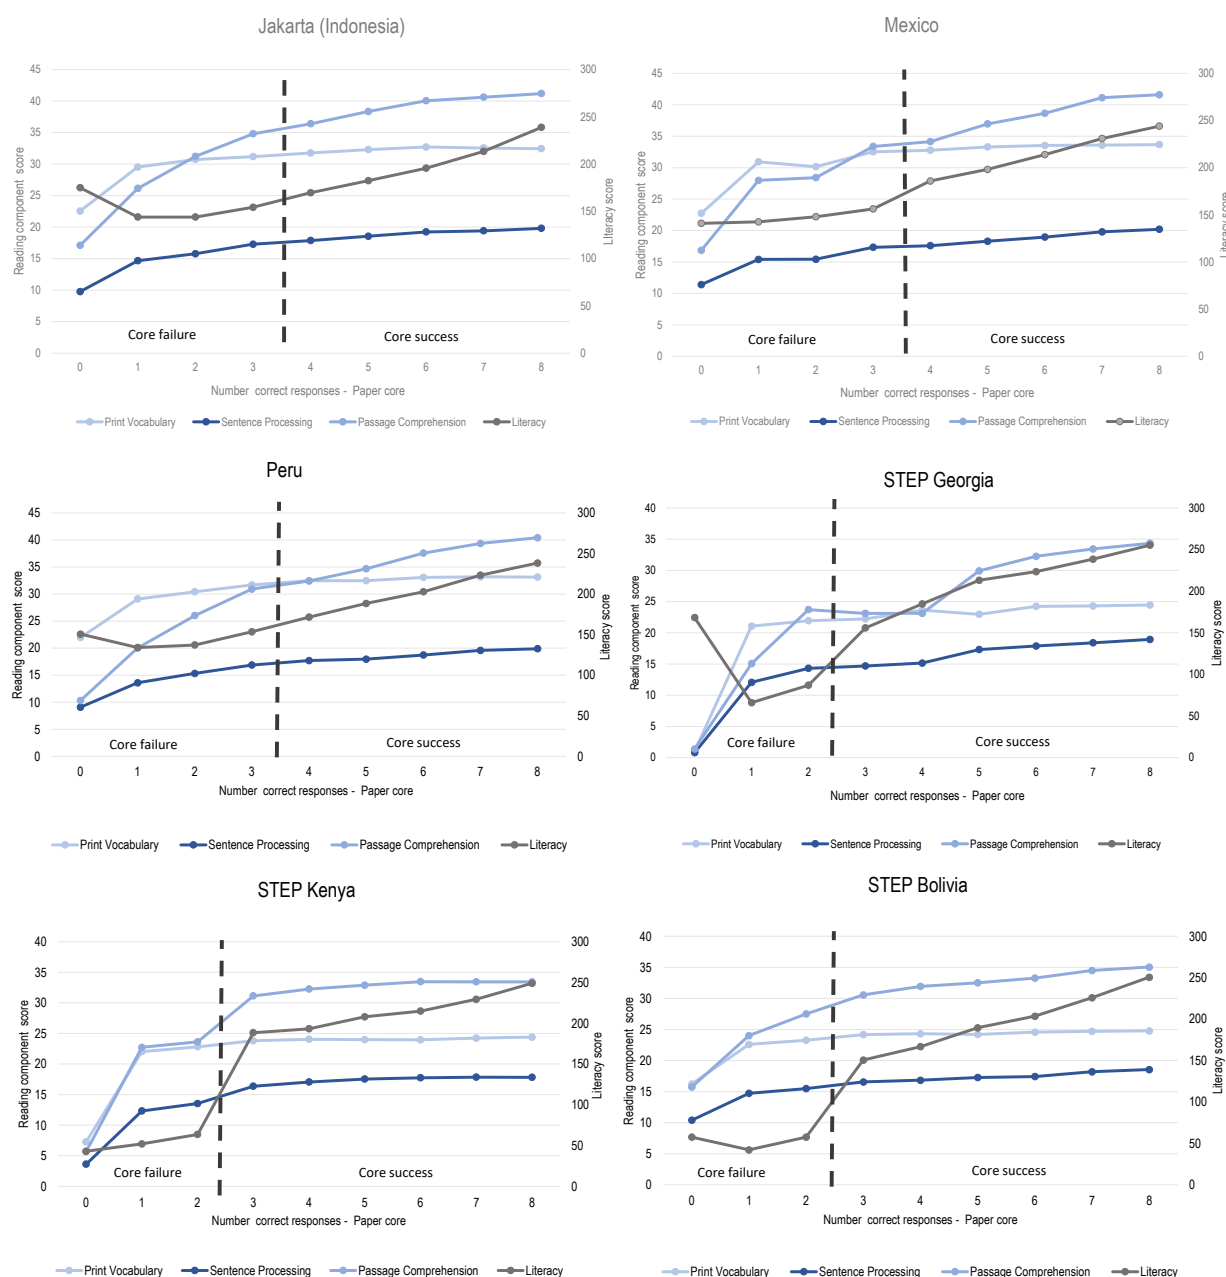 Jakarta (Indonesia)
45
40
35
30
25
20
15
10
5
0
Reading component score
300
250
200
150
100
50
0
Literacy score
Core failure
Core success
0 1 2 3 4 5 6 7 8
Number correct responses - Paper core
Print Vocabulary Sentence Processing Passage Comprehension Literacy
Mexico
45
40
35
30
25
20
15
10
5
0
Reading component score
300
250
200
150
100
50
0
Literacy score
Core failure
Core success
0 1 2 3 4 5 6 7 8
Number correct responses - Paper core
Print Vocabulary Sentence Processing Passage Comprehension Literacy
Peru
45
40
35
30
25
20
15
10
5
0
Reading component score
300
250
200
150
100
50
0
Literacy score
Core failure
Core success
0 1 2 3 4 5 6 7 8
Number correct responses - Paper core
Print Vocabulary Sentence Processing Passage Comprehension Literacy
STEP Georgia
40
35
30
25
20
15
10
5
0
Reading component score
300
250
200
150
100
50
0
Literacy score
Core failure
Core success
0 1 2 3 4 5 6 7 8
Number correct responses - Paper core
Print Vocabulary Sentence Processing Passage Comprehension Literacy
STEP Kenya
40
35
30
25
20
15
10
5
0
Reading component score
300
250
200
150
100
50
0
Literacy score
Core failure
Core success
0 1 2 3 4 5 6 7 8
Number correct responses - Paper core
Print Vocabulary Sentence Processing Passage Comprehension Literacy
STEP Bolivia
40
35
30
25
20
15
10
5
0
Reading component score
300
250
200
150
100
50
0
Literacy score
Core failure
Core success
0 1 2 3 4 5 6 7 8
Number correct responses - Paper core
Print Vocabulary Sentence Processing Passage Comprehension Literacy